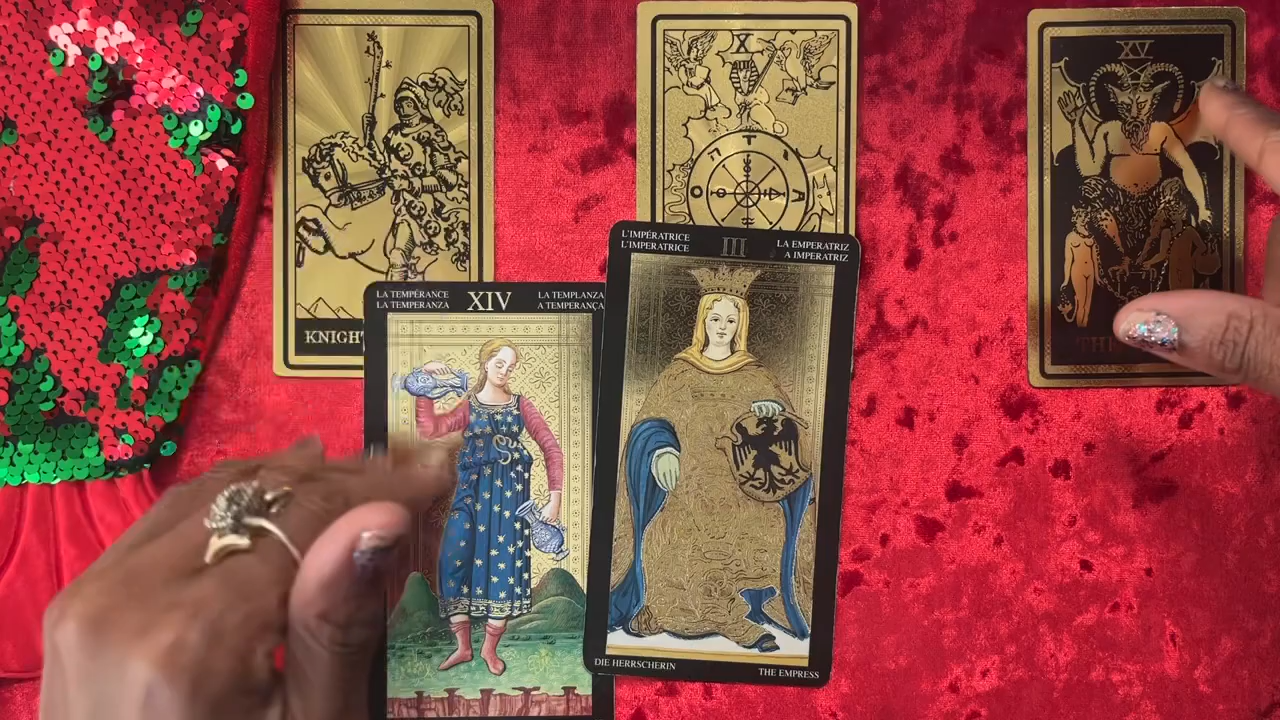 X
XV
KNIGHT
L'IMPÉRATRICE
L'IMPERATRICE
III
LA EMPERATRIZ
A IMPERATRIZ
LA TEMPÉRANCE
LA TEMPERANZA
XIV
LA TEMPLANZA
A TEMPERANÇA
DIE HERRSCHERIN
THE EMPRESS